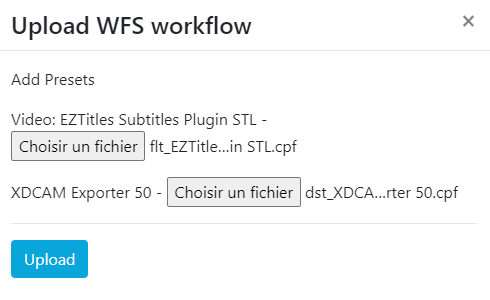 Upload WFS workflow ×
Add Presets
Video: EZTitles Subtitles Plugin STL -
Choisir un fichier flt_EZTitle...in STL.cpf
XDCAM Exporter 50 - Choisir un fichier dst_XDCA...rter 50.cpf
Upload